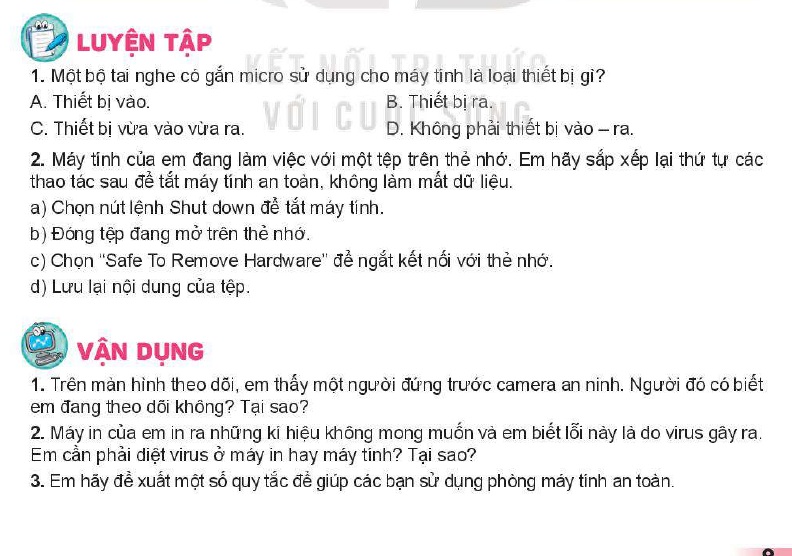 LUYỆN TẬP
KẾT NỐI TRI THỨC
VỚI CUỘC SỐNG
1. Một bộ tai nghe có gắn micro sử dụng cho máy tính là loại thiết bị gì?
A. Thiết bị vào. B. Thiết bị ra.
C. Thiết bị vừa vào vừa ra. D. Không phải thiết bị vào – ra.
2. Máy tính của em đang làm việc với một tệp trên thẻ nhớ. Em hãy sắp xếp lại thứ tự các
thao tác sau để tắt máy tính an toàn, không làm mất dữ liệu.
a) Chọn nút lệnh Shut down để tắt máy tính.
b) Đóng tệp đang mở trên thẻ nhớ.
c) Chọn “Safe To Remove Hardware” để ngắt kết nối với thẻ nhớ.
d) Lưu lại nội dung của tệp.
VẬN DỤNG
1. Trên màn hình theo dõi, em thấy một người đứng trước camera an ninh. Người đó có biết
em đang theo dõi không? Tại sao?
2. Máy in của em in ra những kí hiệu không mong muốn và em biết lỗi này là do virus gây ra.
Em cần phải diệt virus ở máy in hay máy tính? Tại sao?
3. Em hãy đề xuất một số quy tắc để giúp các bạn sử dụng phòng máy tính an toàn.